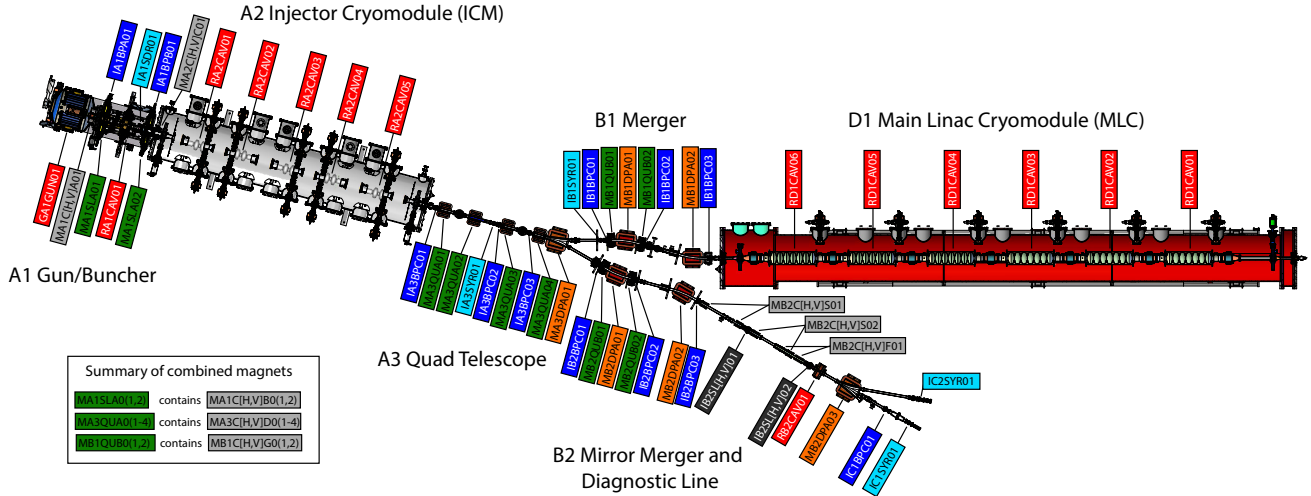 A2 Injector Cryomodule (ICM)
IA1BPA01
IA1SDR01
IA1BPB01
MA2C[H,V]C01
RA2CAV01
RA2CAV02
RA2CAV03
RA2CAV04
RA2CAV05
GA1GUN01
MA1C[H,V]A01
MA1SLA01
RA1CAV01
MA1SLA02
A1 Gun/Buncher
B1 Merger
IB1SYR01
IB1BPC01
MB1QUB01
MB1DPA01
MB1QUB02
IB1BPC02
MB1DPA02
IB1BPC03
D1 Main Linac Cryomodule (MLC)
RD1CAV06
RD1CAV05
RD1CAV04
RD1CAV03
RD1CAV02
RD1CAV01
IA3BPC01
MA3QUA01
MA3QUA02
IA3SYR01
IA3BPC02
MA3QUA03
IA3BPC03
MA3QUA04
MA3DPA01
A3 Quad Telescope
IB2BPC01
MB2QUB01
MB2DPA01
MB2QUB02
IB2BPC02
MB2DPA02
IB2BPC03
IB2SL[H,V]01
MB2C[H,V]S01
MB2C[H,V]S02
MB2C[H,V]F01
IB2SL[H,V]02
RB2CAV01
MB2DPA03
IC2SYR01
IC1BPC01
IC1SYR01
B2 Mirror Merger and
Diagnostic Line
Summary of combined magnets
MA1SLA0(1,2) contains MA1C[H,V]B0(1,2)
MA3QUA0(1-4) contains MA3C[H,V]D0(1-4)
MB1QUB0(1,2) contains MB1C[H,V]G0(1,2)